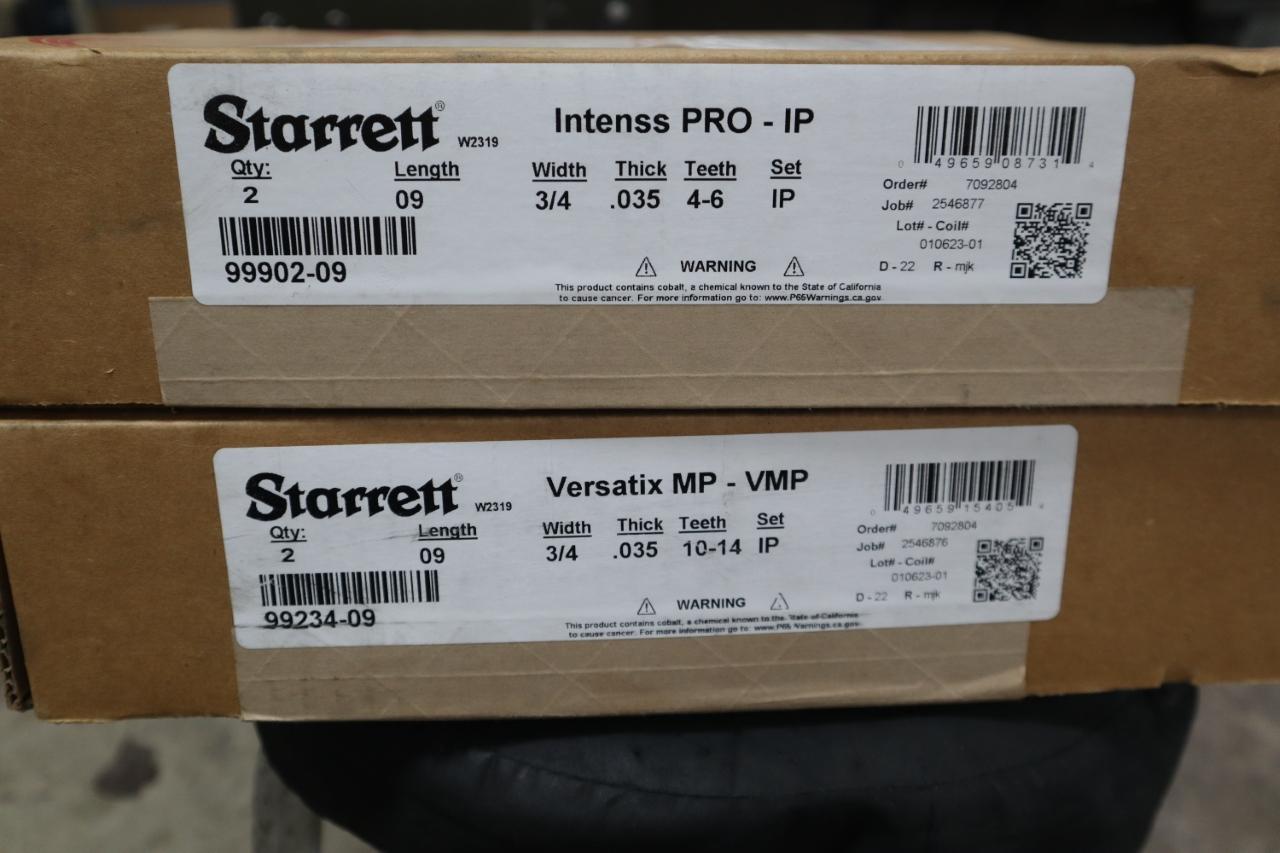 Starrett® W2319
Intenss PRO - IP
0 49659 08731 4
Qty: Length Width Thick Teeth Set
2 09 3/4 .035 4-6 IP
Order# 7092804
Job# 2546877
Lot# - Coil#
010623-01
D - 22 R - mjk
99902-09
WARNING
This product contains cobalt, a chemical known to the State of California
to cause cancer. For more information go to: www.P65Warnings.ca.gov
Starrett® W2319
Versatix MP - VMP
0 49659 15405 4
Qty: Length Width Thick Teeth Set
2 09 3/4 .035 10-14 IP
Order# 7092804
Job# 2546876
Lot# - Coil#
010623-01
D - 22 R - mjk
99234-09
WARNING
This product contains cobalt, a chemical known to the State of California
to cause cancer. For more information go to: www.P65Warnings.ca.gov